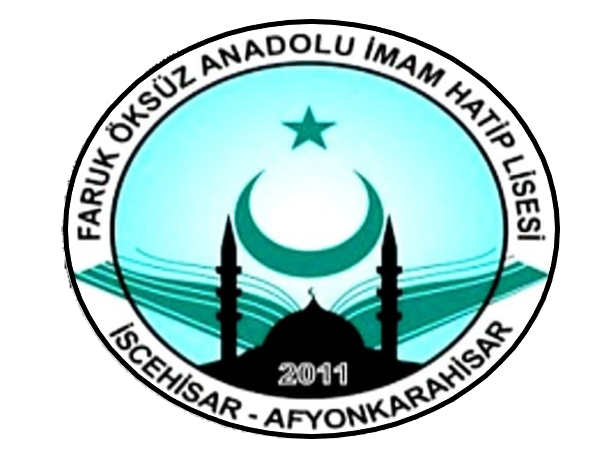 FARUK ÖKSÜZ ANADOLU İMAM HATİP LİSESİ
2011
İSCEHİSAR - AFYONKARAHİSAR